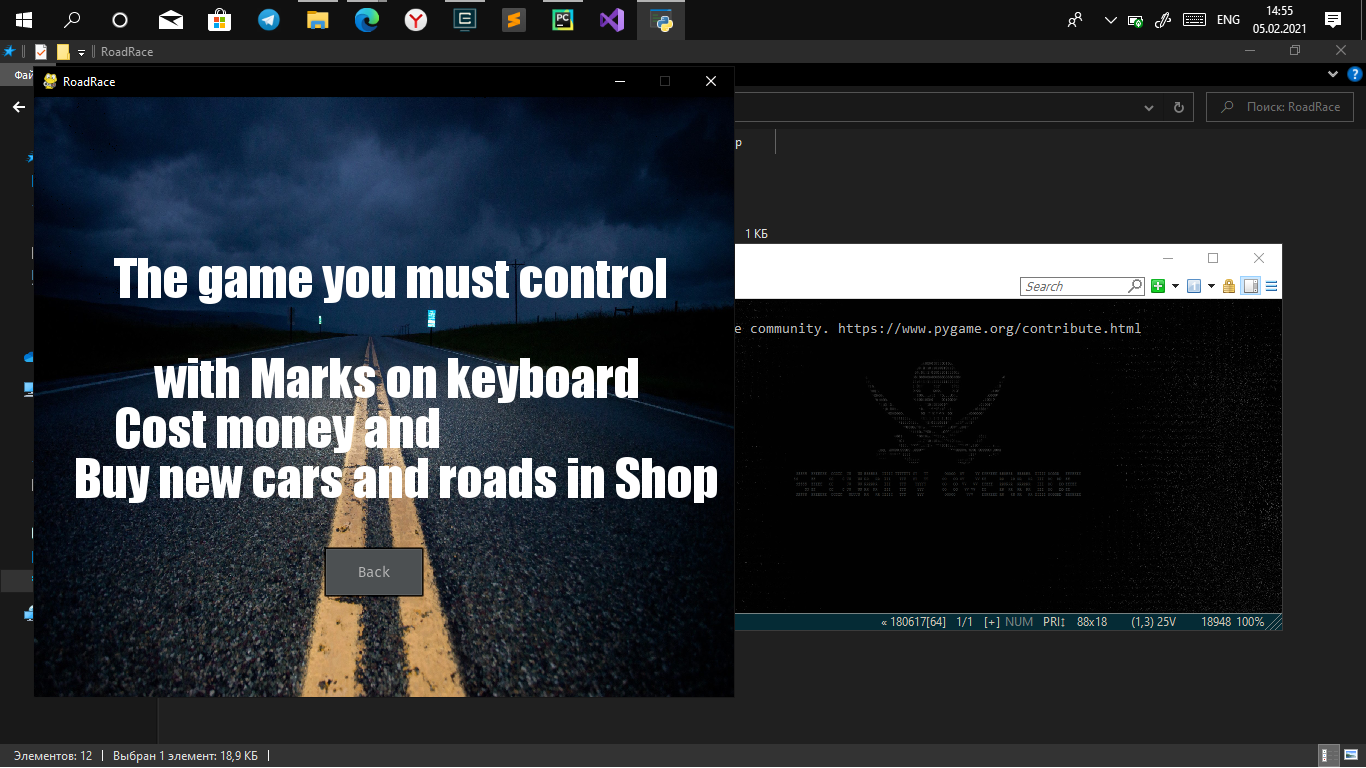 ENG
14:55
05.02.2021
RoadRace
Фай
RoadRace
Поиск: RoadRace
р
1 КБ
The game you must control
with Marks on keyboard
Cost money and
Buy new cars and roads in Shop
Back
Search
e community. https://www.pygame.org/contribute.html
« 180617[64] 1/1 [+] NUM PRI↕ 88x18 (1,3) 25V 18948 100%
Элементов: 12 Выбран 1 элемент: 18,9 КБ